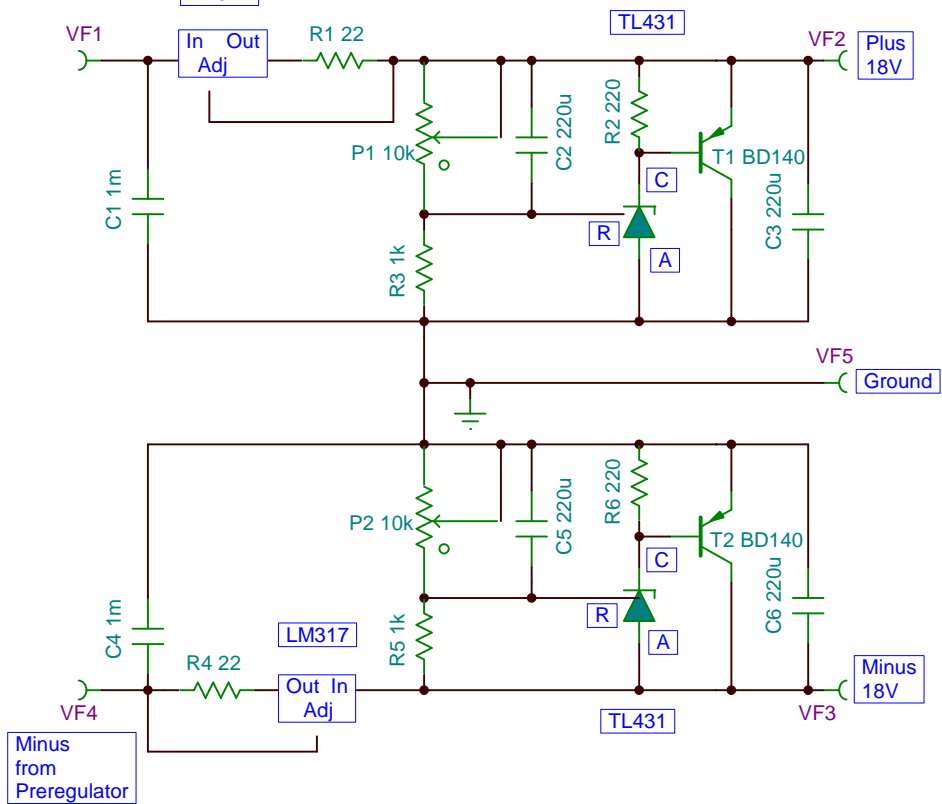 TL431
VF1
R1 22
VF2
Plus
18V
In Out
Adj
P1 10k
C2 220u
R2 220
T1 BD140
C
C1 1m
R
C3 220u
A
R3 1k
VF5
Ground
P2 10k
C5 220u
R6 220
T2 BD140
C
C4 1m
LM317
R5 1k
R
A
C6 220u
R4 22
Out In
Adj
VF4
TL431
VF3
Minus
18V
Minus
from
Preregulator